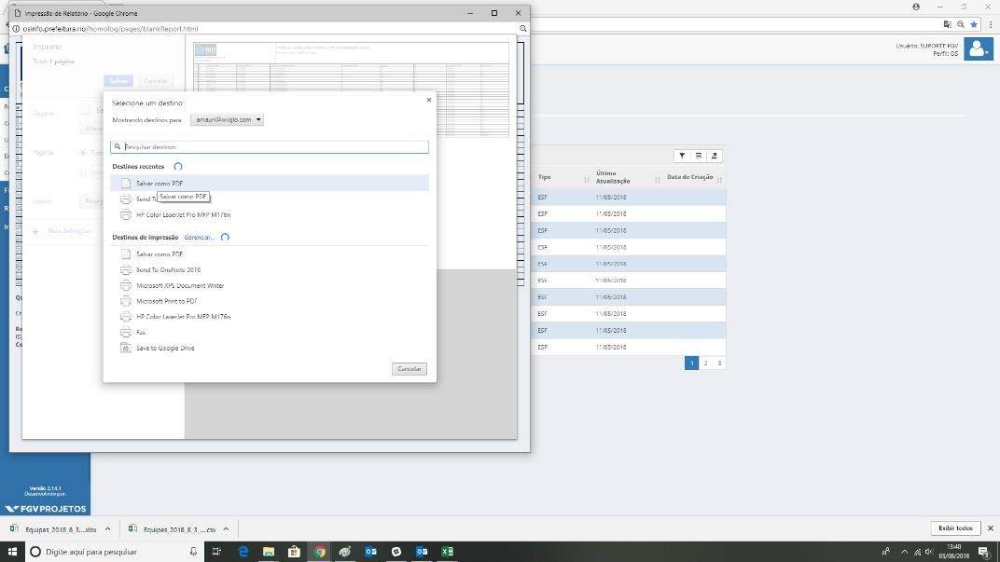 Impressão de Relatório - Google Chrome
osinfo.prefeitura.rio/homolog/pages/blankReport.html
Imprimir
Total: 1 página
Salvar Cancelar
Destino
Páginas
Layout
Mais definições
RIO
Selecione um destino
Mostrando destinos para amauri@wiiglo.com
Pesquisar destinos
Destinos recentes
Salvar como PDF
Salvar como PDF
HP Color LaserJet Pro MFP M176n
Destinos de impressão Gerenciar...
Salvar como PDF
Send To OneNote 2016
Microsoft XPS Document Writer
Microsoft Print to PDF
HP Color LaserJet Pro MFP M176n
Fax
Save to Google Drive
Cancelar
Usuário: SUPORTE FGV
Perfil: OS
Tipo Última Atualização Data de Criação
ESF 11/05/2018
ESF 11/05/2018
ESF 11/05/2018
ESF 11/05/2018
ESF 11/05/2018
ESF 11/05/2018
ESF 11/05/2018
ESF 11/05/2018
ESF 11/05/2018
ESF 11/05/2018
1 2 3
Versão 2.14.1
Desenvolvido por:
FGV PROJETOS
Equipes_2018_8_3_....xlsx
Equipes_2018_8_3_....csv
Exibir todos
Digite aqui para pesquisar
13:40
03/08/2018